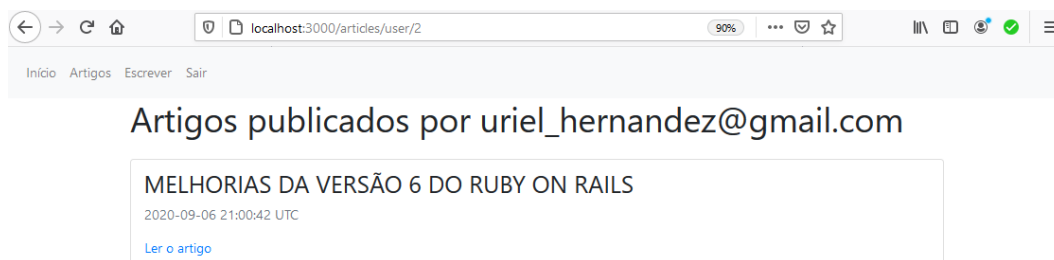 localhost:3000/articles/user/2
90%
Início Artigos Escrever Sair
Artigos publicados por uriel_hernandez@gmail.com
MELHORIAS DA VERSÃO 6 DO RUBY ON RAILS
2020-09-06 21:00:42 UTC
Ler o artigo